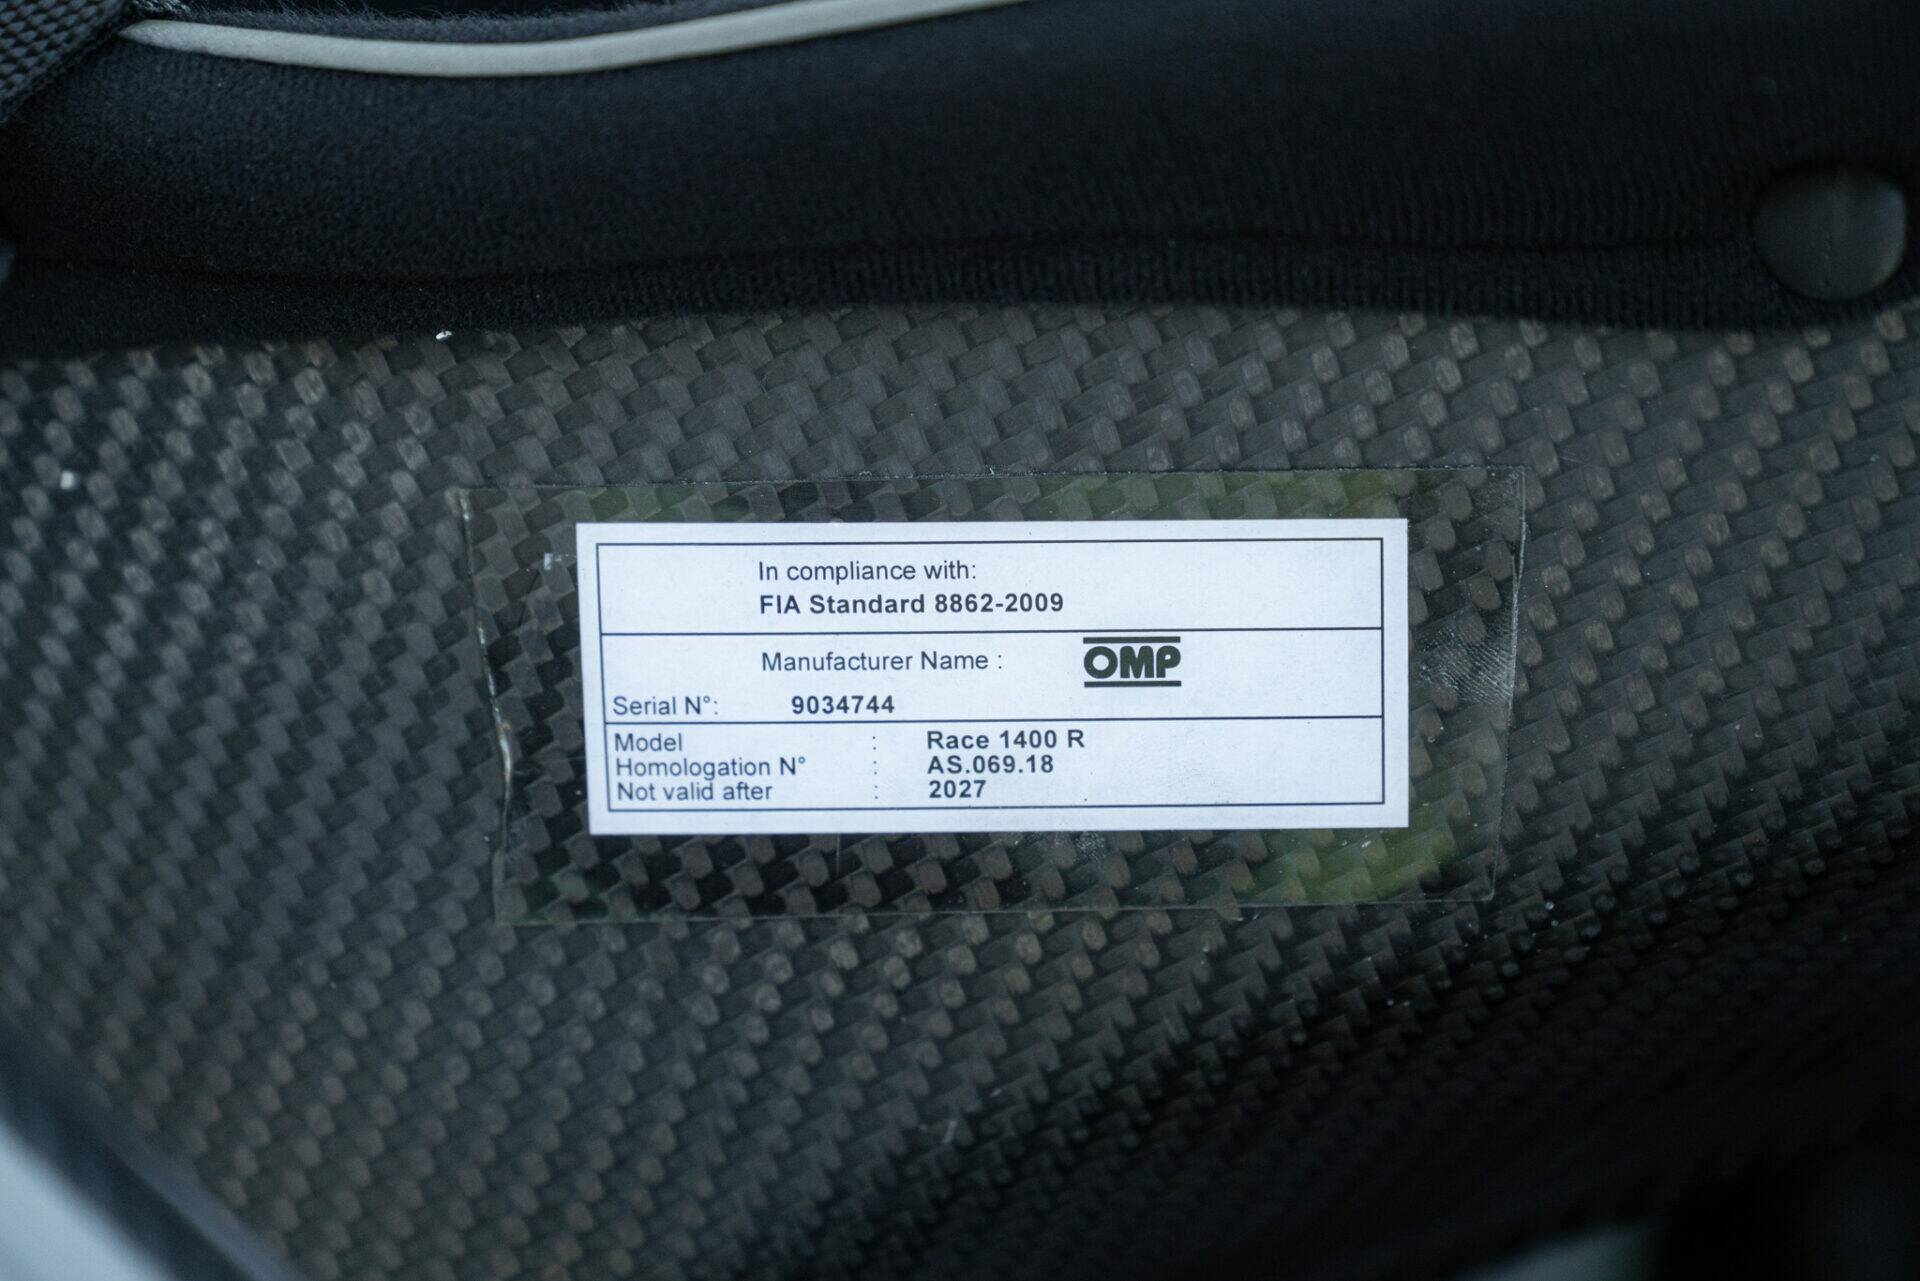 In compliance with:
FIA Standard 8862-2009
Manufacturer Name : OMP
Serial N°: 9034744
Model : Race 1400 R
Homologation N° : AS.069.18
Not valid after : 2027